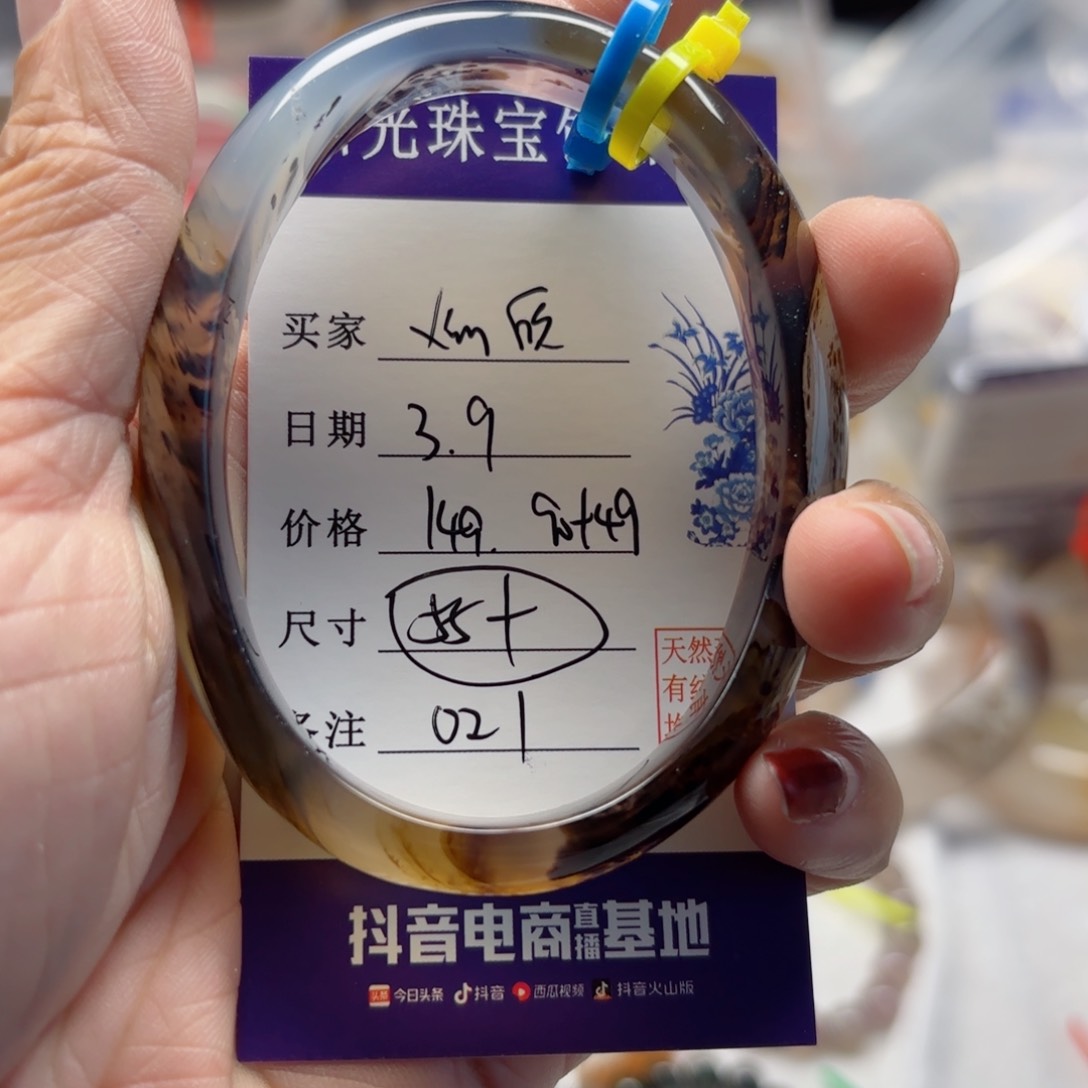 光珠宝
买家
日期 3.9
价格 149.
尺寸
注 021
天然
有
抖音电商直播基地
头条 今日头条 抖音 西瓜视频 抖音火山版